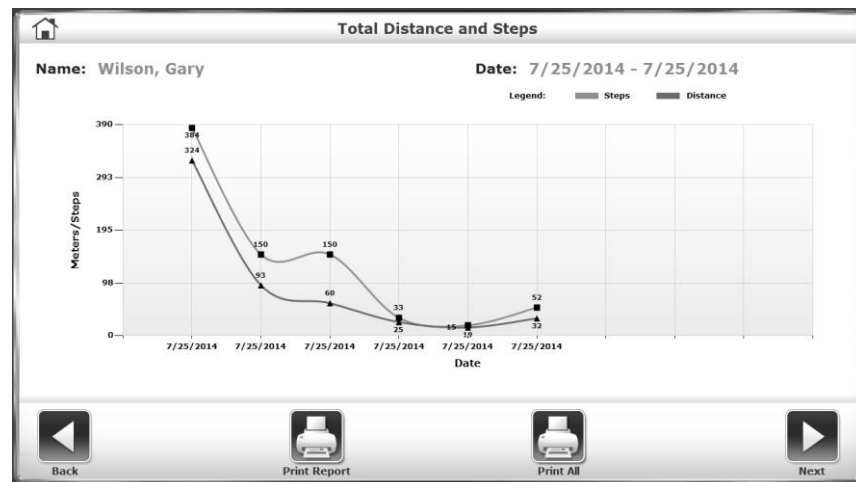 Total Distance and Steps
Name: Wilson, Gary Date: 7/25/2014 - 7/25/2014
Legend: Steps Distance
390
384
324
293
Meters/Steps
195
150 150
98
93
60
33
25
15
19
52
32
0
7/25/2014 7/25/2014 7/25/2014 7/25/2014 7/25/2014 7/25/2014
Date
Back Print Report Print All Next